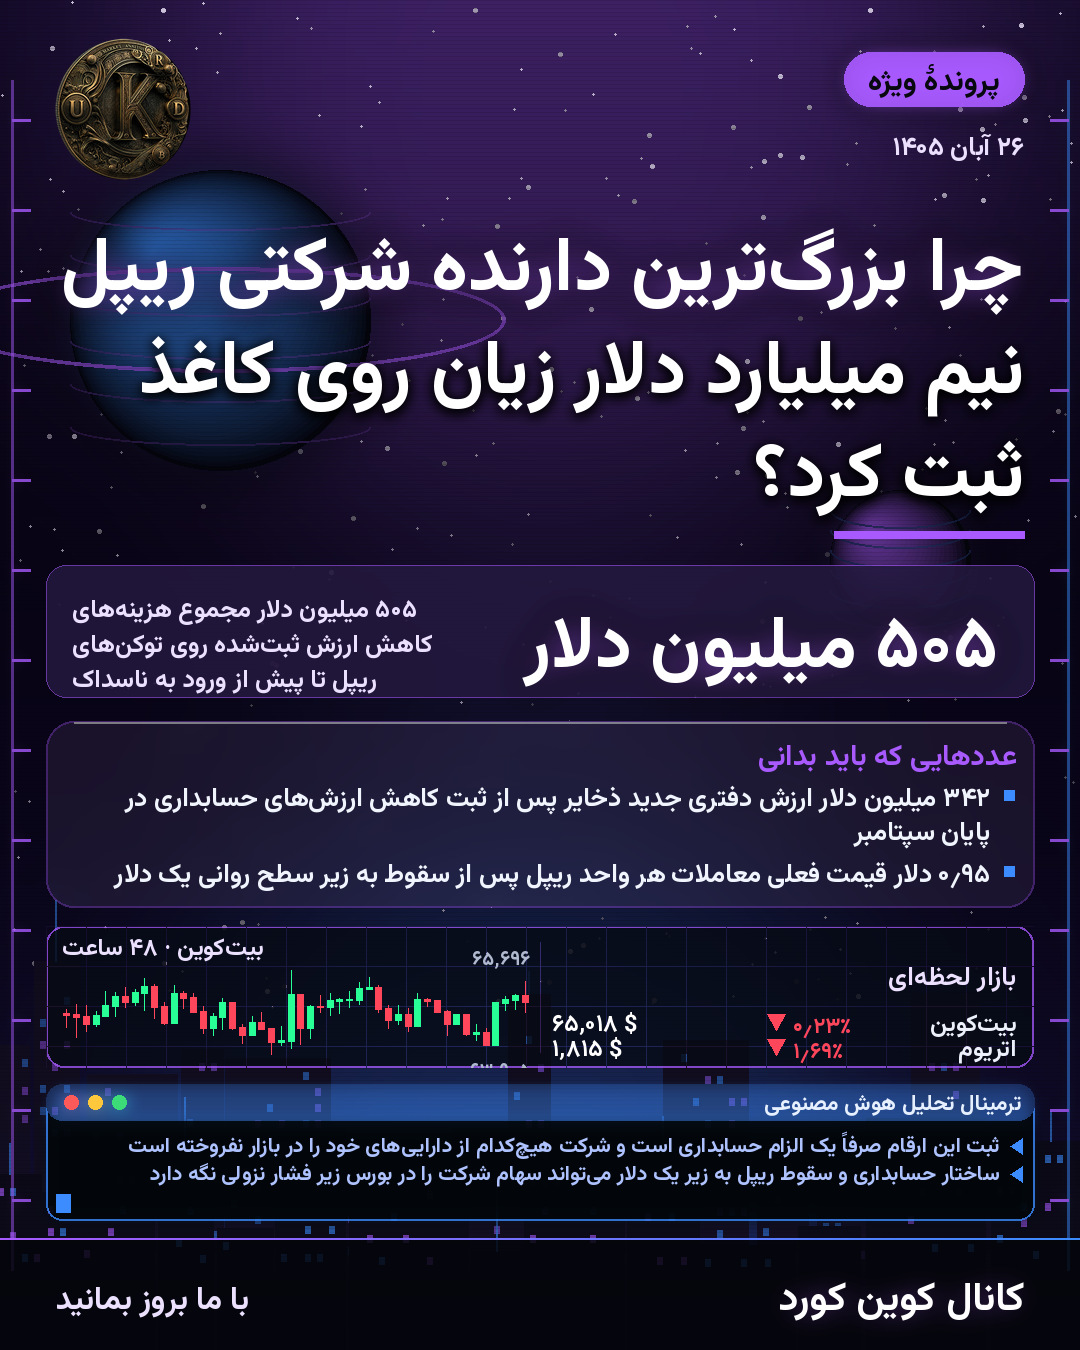 پروندهٔ ویژه
۲۶ آبان ۱۴۰۵
K
U
D
R
B
چرا بزرگ‌ترین دارنده شرکتی ریپل
نیم میلیارد دلار زیان روی کاغذ
ثبت کرد؟
۵۰۵ میلیون دلار
۵۰۵ میلیون دلار مجموع هزینه‌های
کاهش ارزش ثبت‌شده روی توکن‌های
ریپل تا پیش از ورود به ناسداک
عددهایی که باید بدانی
۳۴۲ میلیون دلار ارزش دفتری جدید ذخایر پس از ثبت کاهش ارزش‌های حسابداری در
پایان سپتامبر
۰٫۹۵ دلار قیمت فعلی معاملات هر واحد ریپل پس از سقوط به زیر سطح روانی یک دلار
بازار لحظه‌ای
بیت‌کوین ۰٫۲۳٪ ۶۵,۰۱۸ $
اتریوم ۱٫۶۹٪ ۱,۸۱۵ $
بیت‌کوین · ۴۸ ساعت
۶۵,۶۹۶
ترمینال تحلیل هوش مصنوعی
ثبت این ارقام صرفاً یک الزام حسابداری است و شرکت هیچ‌کدام از دارایی‌های خود را در بازار نفروخته است
ساختار حسابداری و سقوط ریپل به زیر یک دلار می‌تواند سهام شرکت را در بورس زیر فشار نزولی نگه دارد
کانال کوین کورد
با ما بروز بمانید